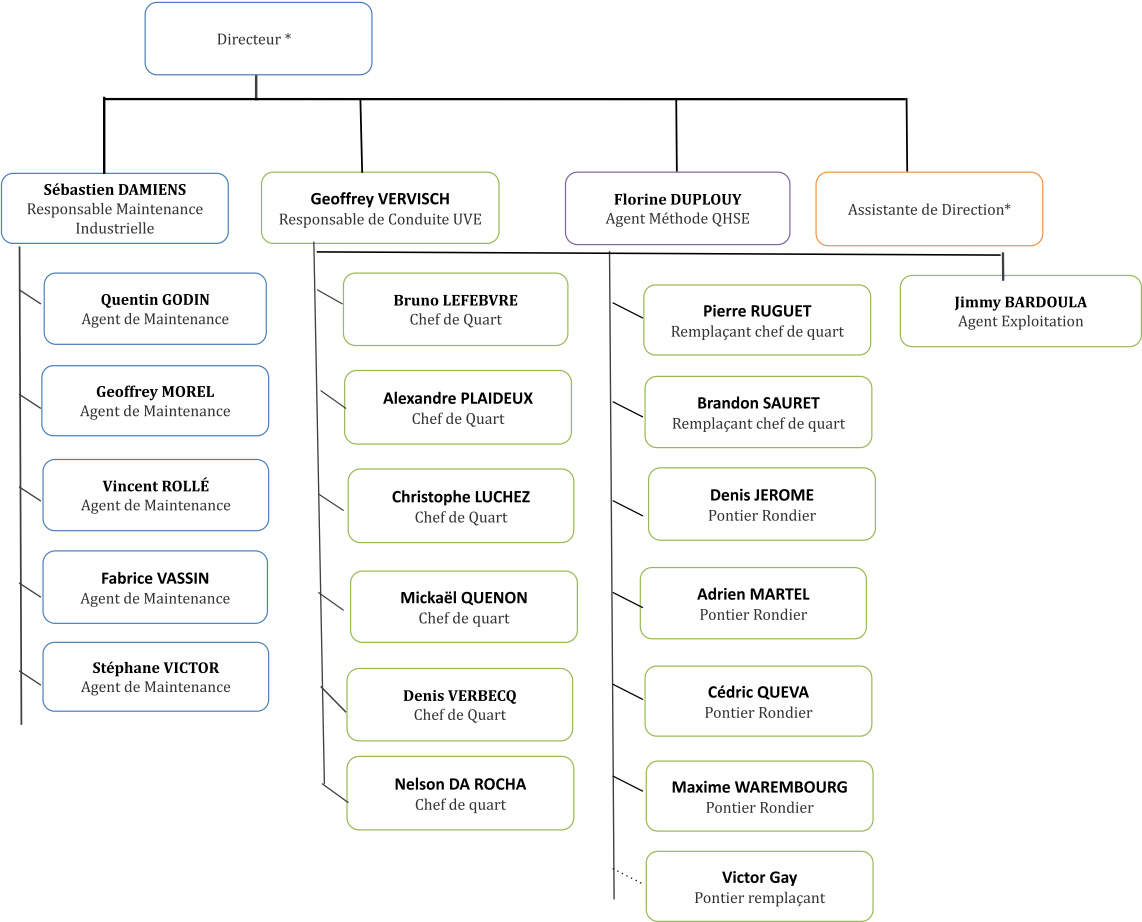 Directeur *
Sébastien DAMIENS
Responsable Maintenance
Industrielle
Geoffrey VERVISCH
Responsable de Conduite UVE
Florine DUPLOUY
Agent Méthode QHSE
Assistante de Direction*
Quentin GODIN
Agent de Maintenance
Geoffrey MOREL
Agent de Maintenance
Vincent ROLLÉ
Agent de Maintenance
Fabrice VASSIN
Agent de Maintenance
Stéphane VICTOR
Agent de Maintenance
Bruno LEFEBVRE
Chef de Quart
Alexandre PLAIDEUX
Chef de Quart
Christophe LUCHEZ
Chef de Quart
Mickaël QUENON
Chef de quart
Denis VERBECQ
Chef de Quart
Nelson DA ROCHA
Chef de quart
Pierre RUGUET
Remplaçant chef de quart
Brandon SAURET
Remplaçant chef de quart
Denis JEROME
Pontier Rondier
Adrien MARTEL
Pontier Rondier
Cédric QUEVA
Pontier Rondier
Maxime WAREMBOURG
Pontier Rondier
Victor Gay
Pontier remplaçant
Jimmy BARDOULA
Agent Exploitation